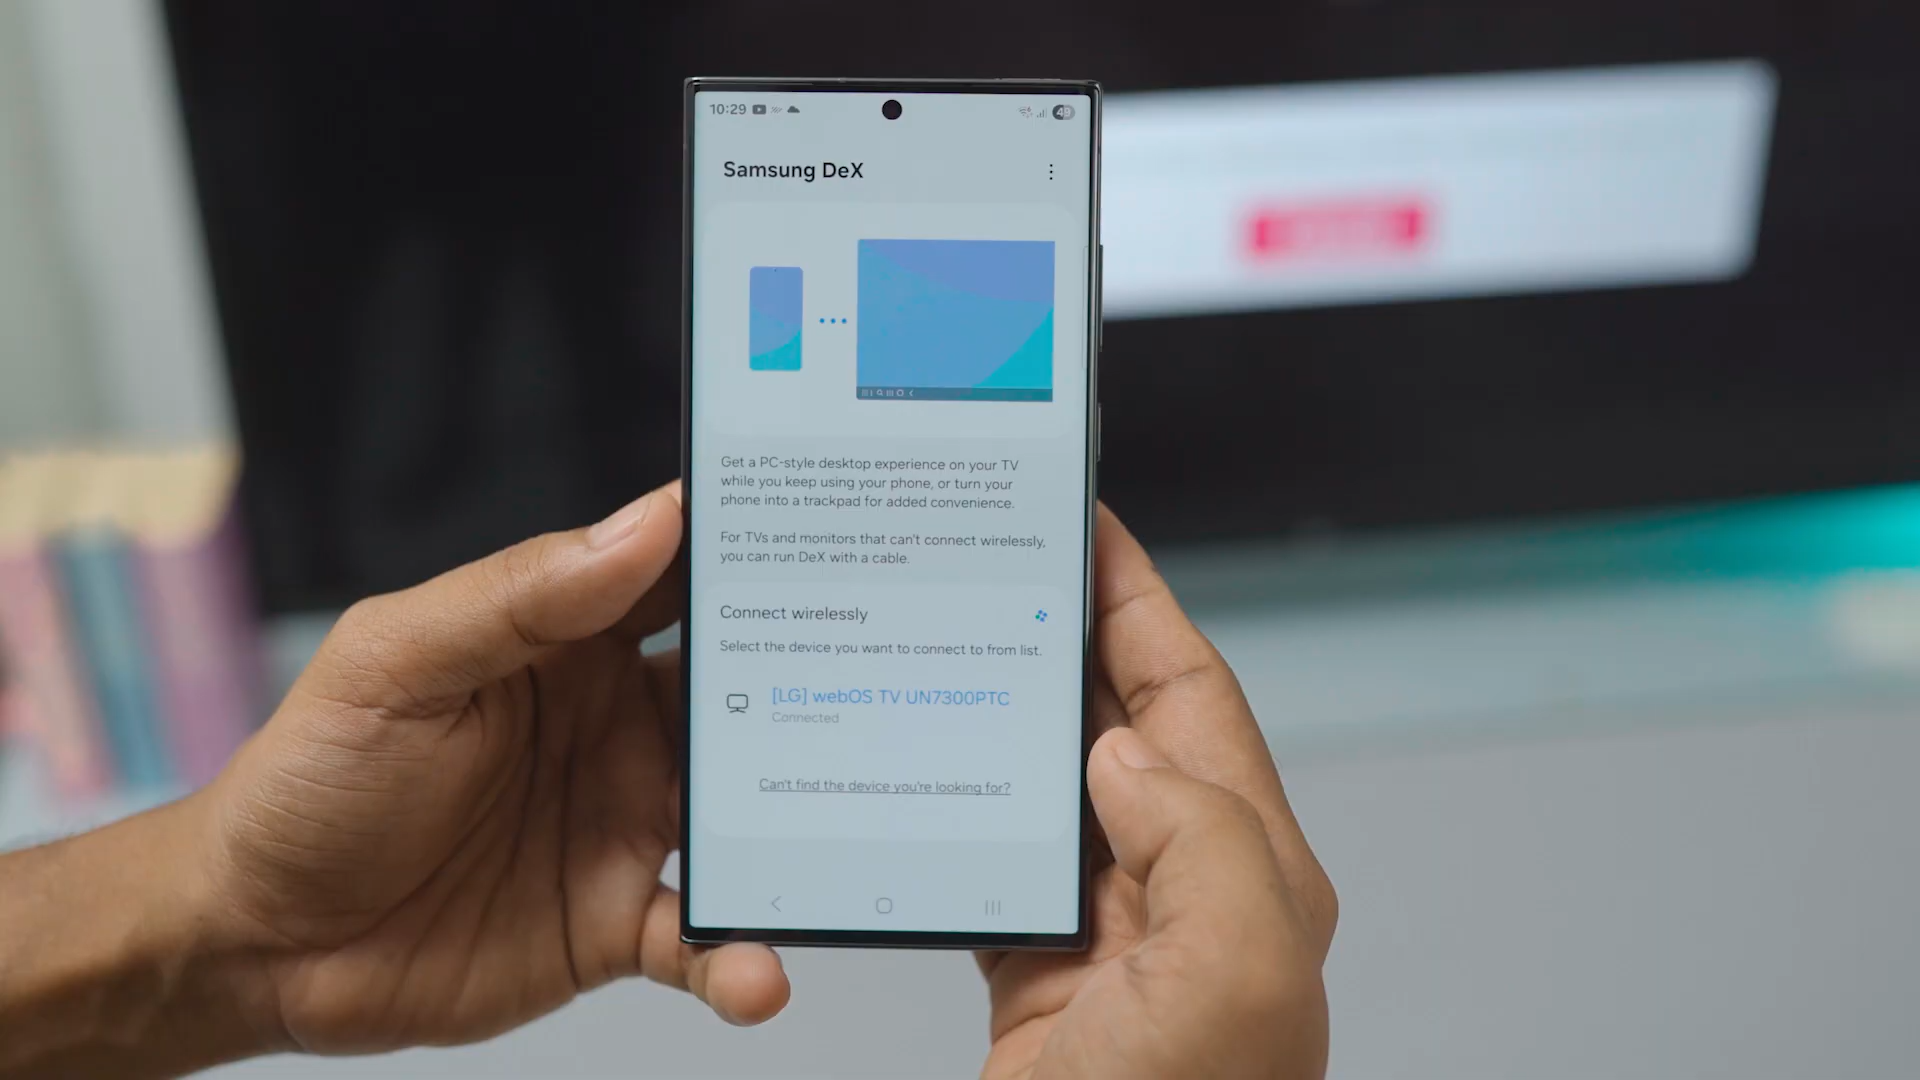 10:29
49
Samsung DeX
Get a PC-style desktop experience on your TV
while you keep using your phone, or turn your
phone into a trackpad for added convenience.
For TVs and monitors that can't connect wirelessly,
you can run DeX with a cable.
Connect wirelessly
Select the device you want to connect to from list.
[LG] webOS TV UN7300PTC
Connected
Can't find the device you're looking for?